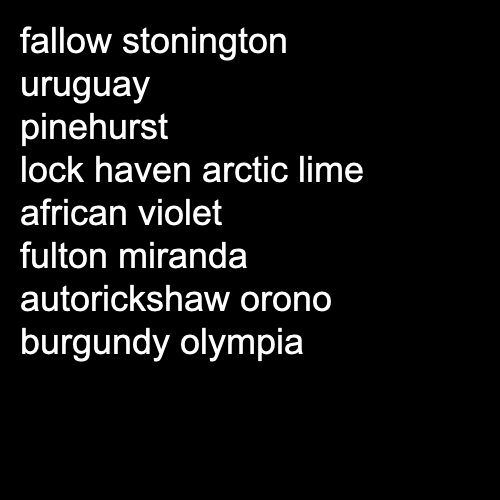 fallow stonington
uruguay
pinehurst
lock haven arctic lime
african violet
fulton miranda
autorickshaw orono
burgundy olympia